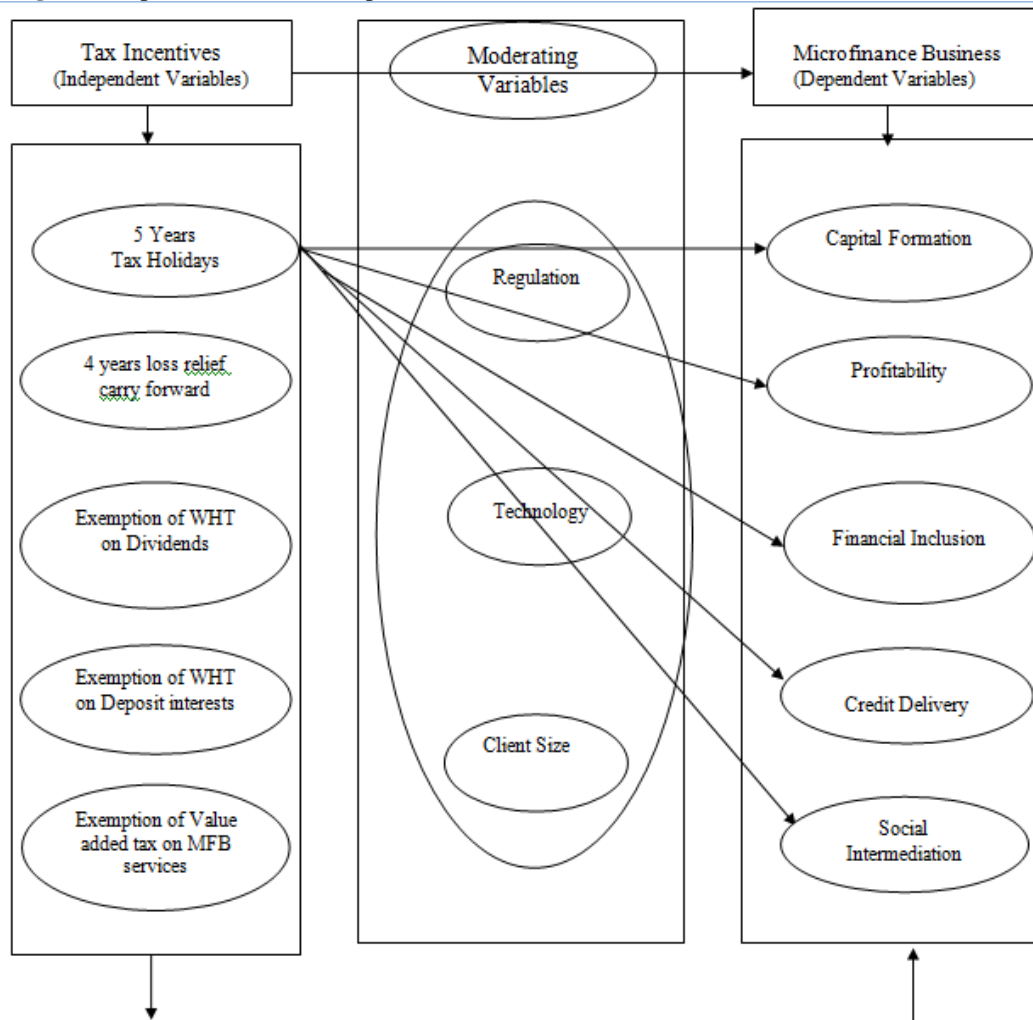 Tax Incentives
(Independent Variables)
Moderating
Variables
Microfinance Business
(Dependent Variables)
5 Years
Tax Holidays
4 years loss relief
carry forward
Exemption of WHT
on Dividends
Exemption of WHT
on Deposit interests
Exemption of Value
added tax on MFB
services
Regulation
Technology
Client Size
Capital Formation
Profitability
Financial Inclusion
Credit Delivery
Social
Intermediation